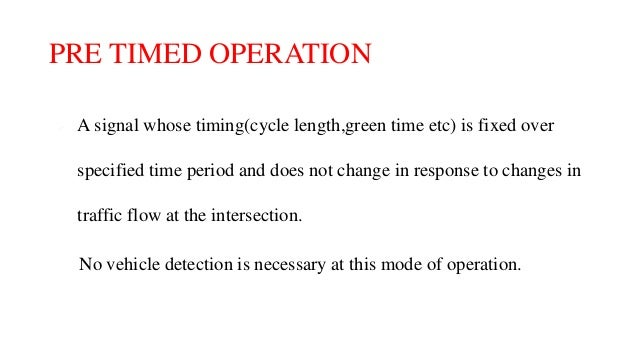 PRE TIMED OPERATION
A signal whose timing(cycle length,green time etc) is fixed over
specified time period and does not change in response to changes in
traffic flow at the intersection.
No vehicle detection is necessary at this mode of operation.